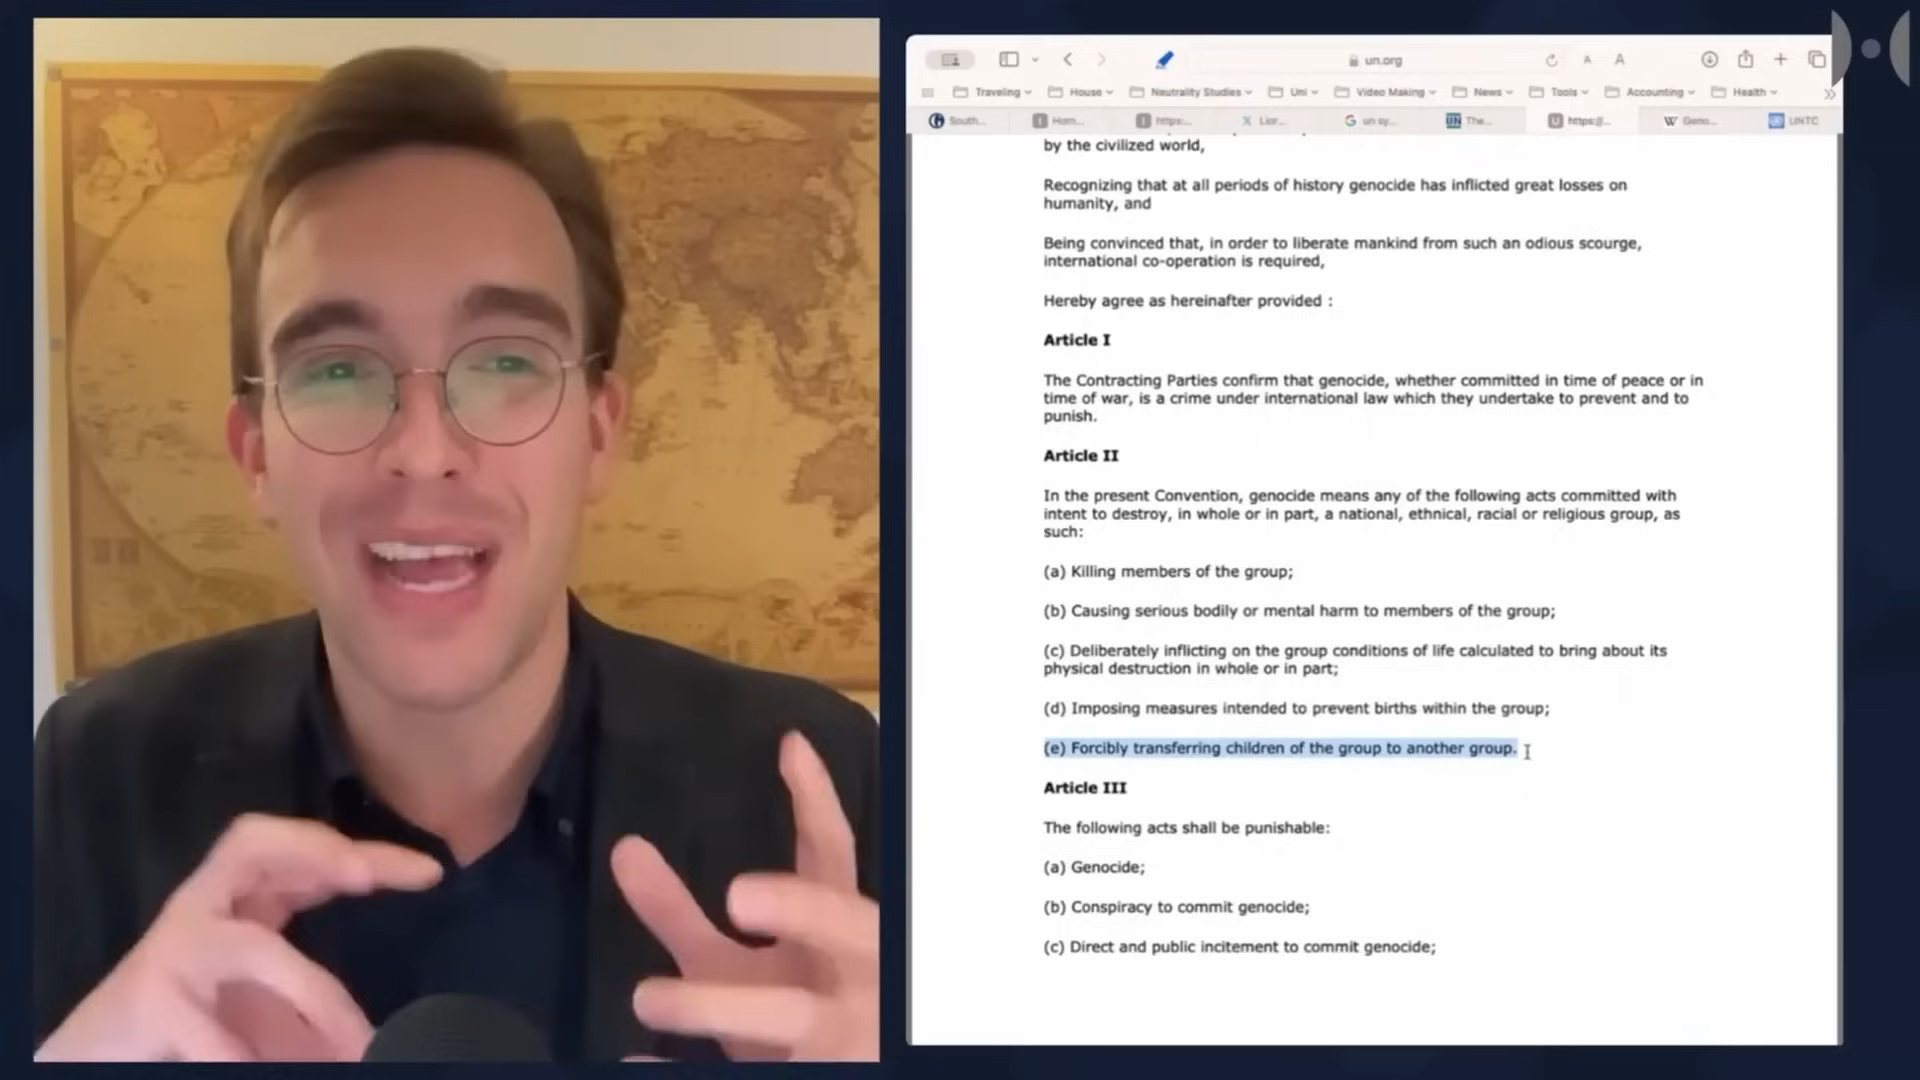 un.org
A A
Traveling House Neutrality Studies Uni Video Making News Tools Accounting Health
South... Hom... https:... Lior... un sy... The... https://... Geno... UNTC
by the civilized world,
Recognizing that at all periods of history genocide has inflicted great losses on
humanity, and
Being convinced that, in order to liberate mankind from such an odious scourge,
international co-operation is required,
Hereby agree as hereinafter provided :
Article I
The Contracting Parties confirm that genocide, whether committed in time of peace or in
time of war, is a crime under international law which they undertake to prevent and to
punish.
Article II
In the present Convention, genocide means any of the following acts committed with
intent to destroy, in whole or in part, a national, ethnical, racial or religious group, as
such:
(a) Killing members of the group;
(b) Causing serious bodily or mental harm to members of the group;
(c) Deliberately inflicting on the group conditions of life calculated to bring about its
physical destruction in whole or in part;
(d) Imposing measures intended to prevent births within the group;
(e) Forcibly transferring children of the group to another group.
Article III
The following acts shall be punishable:
(a) Genocide;
(b) Conspiracy to commit genocide;
(c) Direct and public incitement to commit genocide;